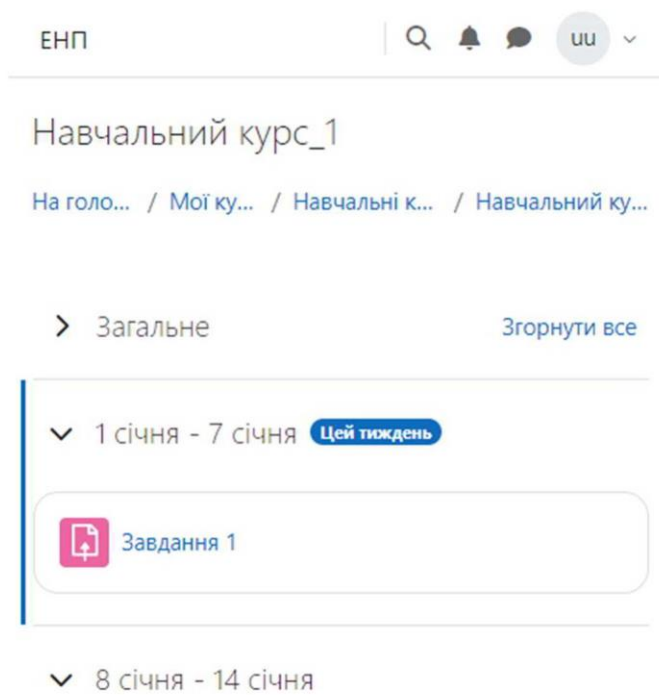 ЕНП uu
Навчальний курс_1
На голо... / Мої ку... / Навчальні к... / Навчальний ку...
Загальне Згорнути все
1 січня - 7 січня Цей тиждень
Завдання 1
8 січня - 14 січня